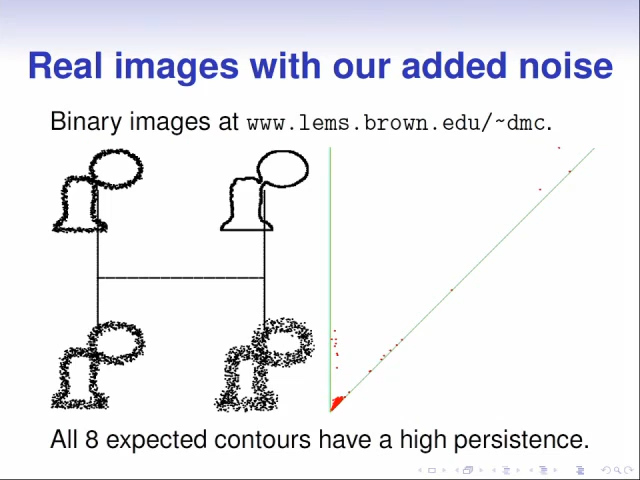 Real images with our added noise
Binary images at www.lems.brown.edu/~dmc.
All 8 expected contours have a high persistence.